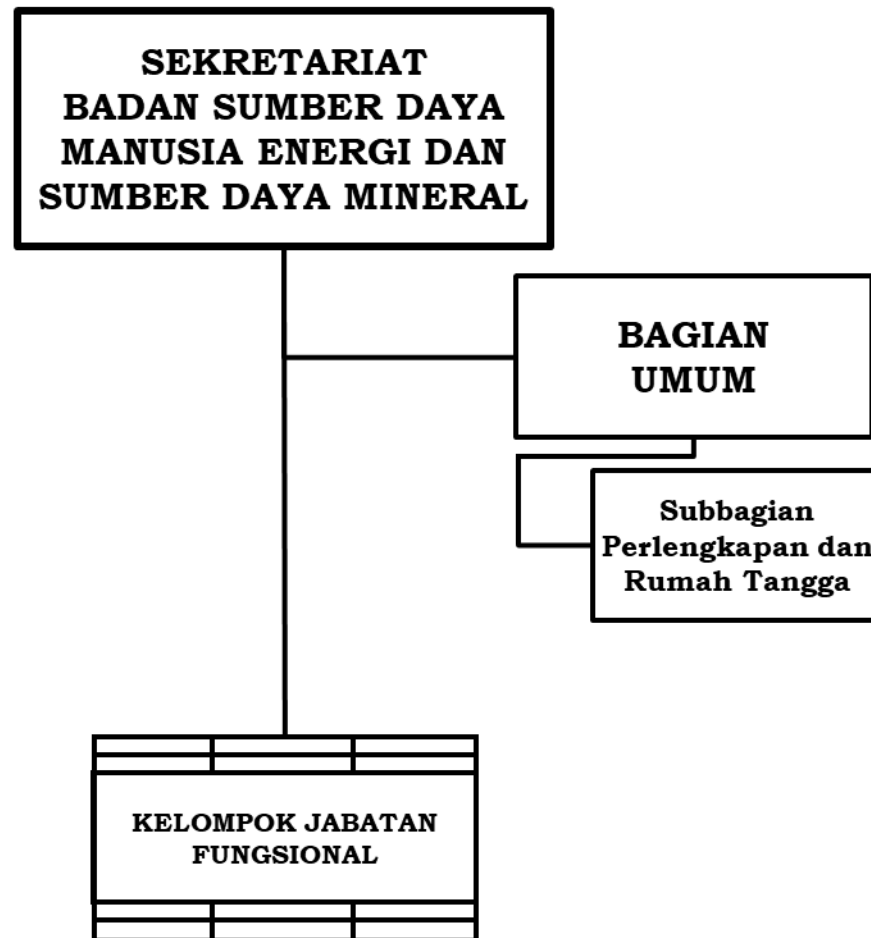 SEKRETARIAT
BADAN SUMBER DAYA
MANUSIA ENERGI DAN
SUMBER DAYA MINERAL
BAGIAN
UMUM
Subbagian
Perlengkapan dan
Rumah Tangga
KELOMPOK JABATAN
FUNGSIONAL